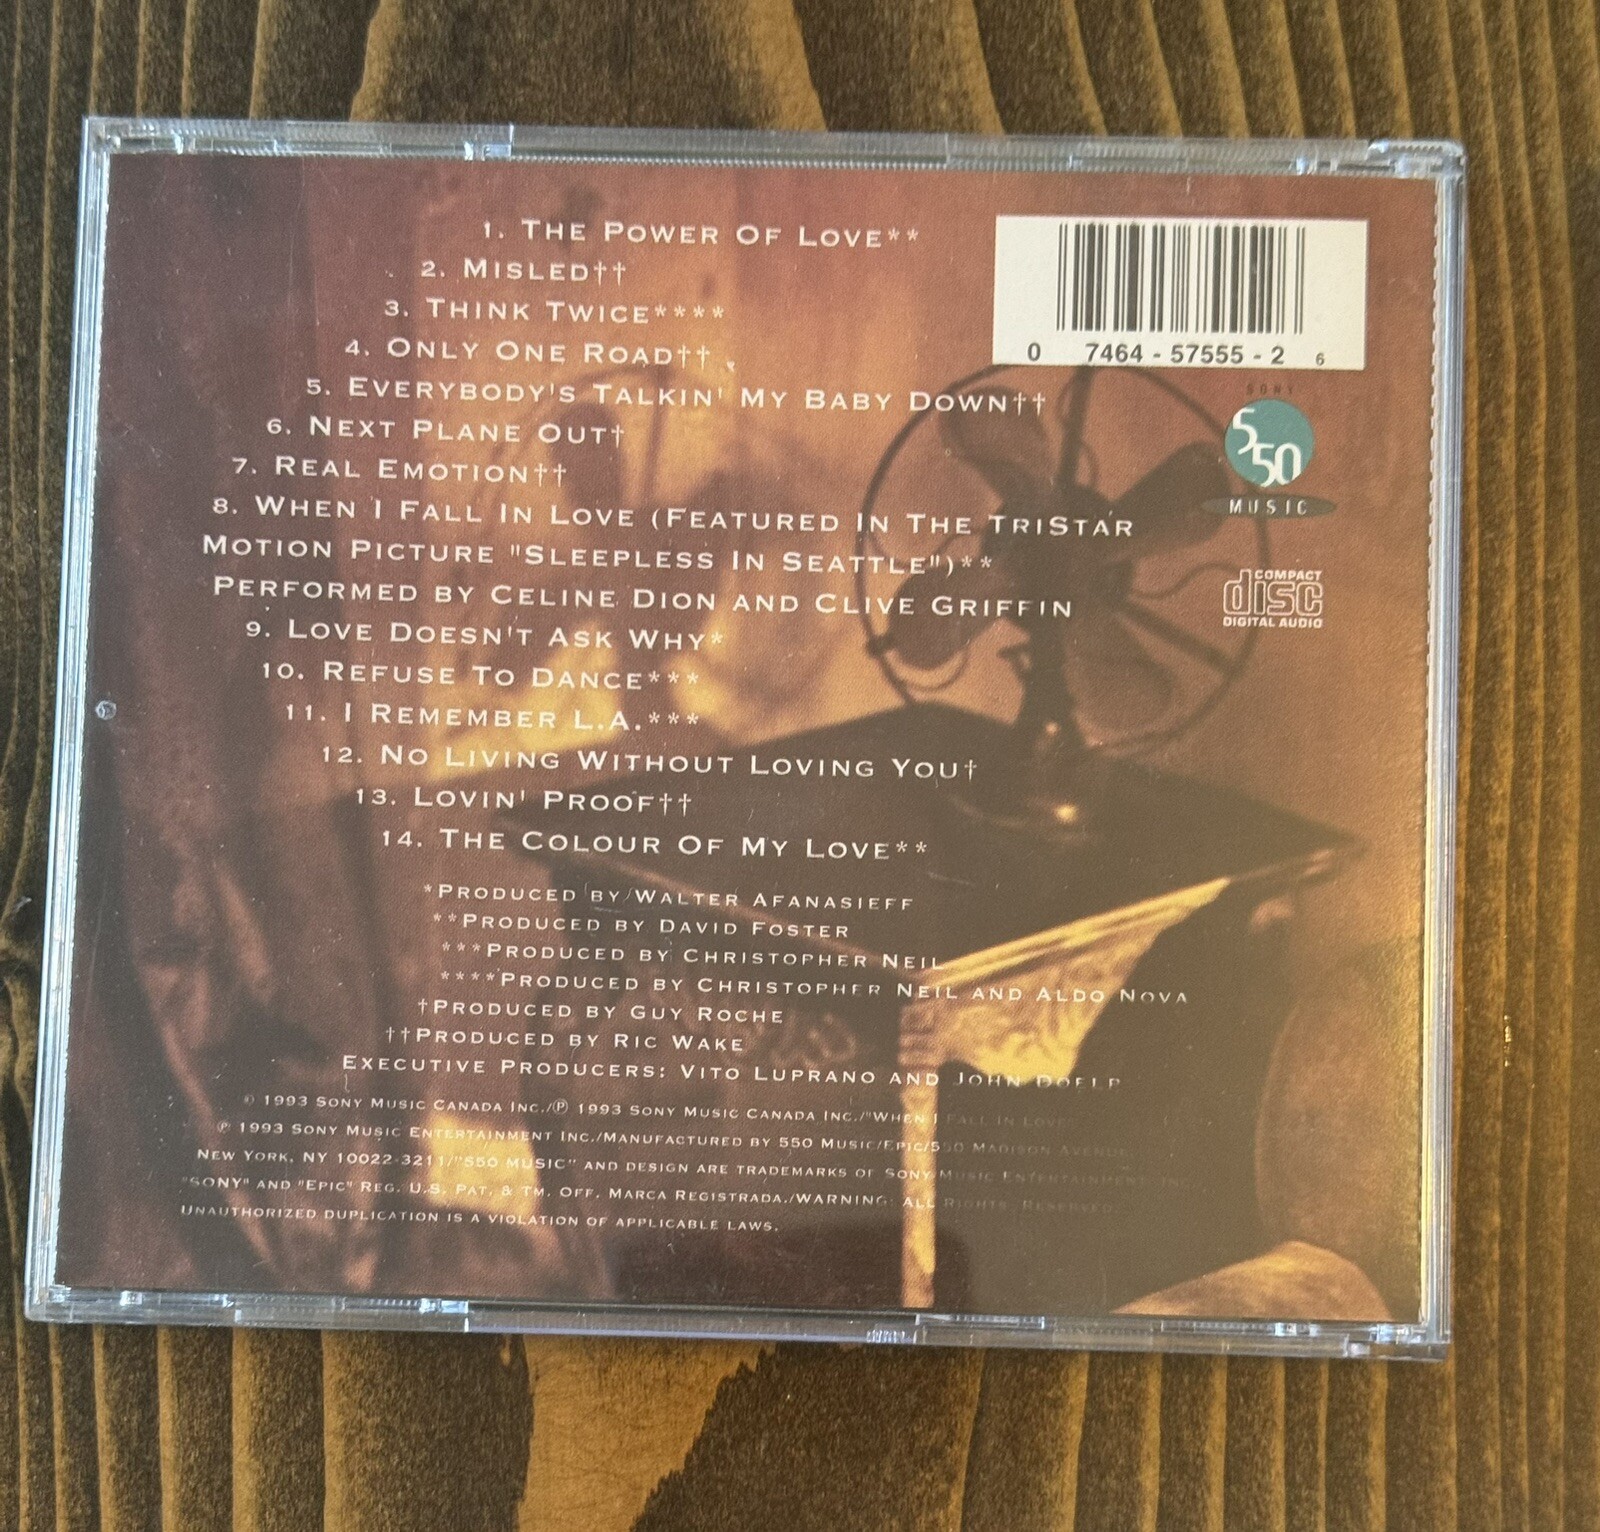 1. THE POWER OF LOVE**
2. MISLED††
3. THINK TWICE****
4. ONLY ONE ROAD††
5. EVERYBODY'S TALKIN' MY BABY DOWN††
6. NEXT PLANE OUT†
7. REAL EMOTION††
8. WHEN I FALL IN LOVE (FEATURED IN THE TRISTAR
MOTION PICTURE "SLEEPLESS IN SEATTLE")**
PERFORMED BY CELINE DION AND CLIVE GRIFFIN
9. LOVE DOESN'T ASK WHY*
10. REFUSE TO DANCE***
11. I REMEMBER L.A.***
12. NO LIVING WITHOUT LOVING YOU†
13. LOVIN' PROOF††
14. THE COLOUR OF MY LOVE**
*PRODUCED BY WALTER AFANASIEFF
**PRODUCED BY DAVID FOSTER
***PRODUCED BY CHRISTOPHER NEIL
****PRODUCED BY CHRISTOPHER NEIL AND ALDO NOVA
†PRODUCED BY GUY ROCHE
††PRODUCED BY RIC WAKE
EXECUTIVE PRODUCERS: VITO LUPRANO AND JOHN DOELP
© 1993 SONY MUSIC CANADA INC./℗ 1993 SONY MUSIC CANADA INC./"WHEN I FALL IN LOVE"
℗ 1993 SONY MUSIC ENTERTAINMENT INC./MANUFACTURED BY 550 MUSIC/EPIC/550 MADISON AVENUE,
NEW YORK, NY 10022-3211/"550 MUSIC" AND DESIGN ARE TRADEMARKS OF SONY MUSIC ENTERTAINMENT INC.
"SONY" AND "EPIC" REG. U.S. PAT. & TM. OFF. MARCA REGISTRADA./WARNING: ALL RIGHTS RESERVED.
UNAUTHORIZED DUPLICATION IS A VIOLATION OF APPLICABLE LAWS.
0 7464 - 57555 - 2 6
SONY
550
MUSIC
COMPACT
disc
DIGITAL AUDIO